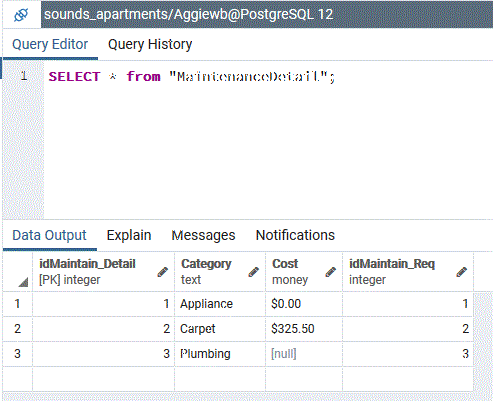 sounds_apartments/Aggiewb@PostgreSQL 12
Query Editor Query History
1 SELECT * from "MaintenanceDetail";
Data Output Explain Messages Notifications
idMaintain_Detail Category Cost idMaintain_Req
[PK] integer text money integer
1 1 Appliance $0.00 1
2 2 Carpet $325.50 2
3 3 Plumbing [null] 3